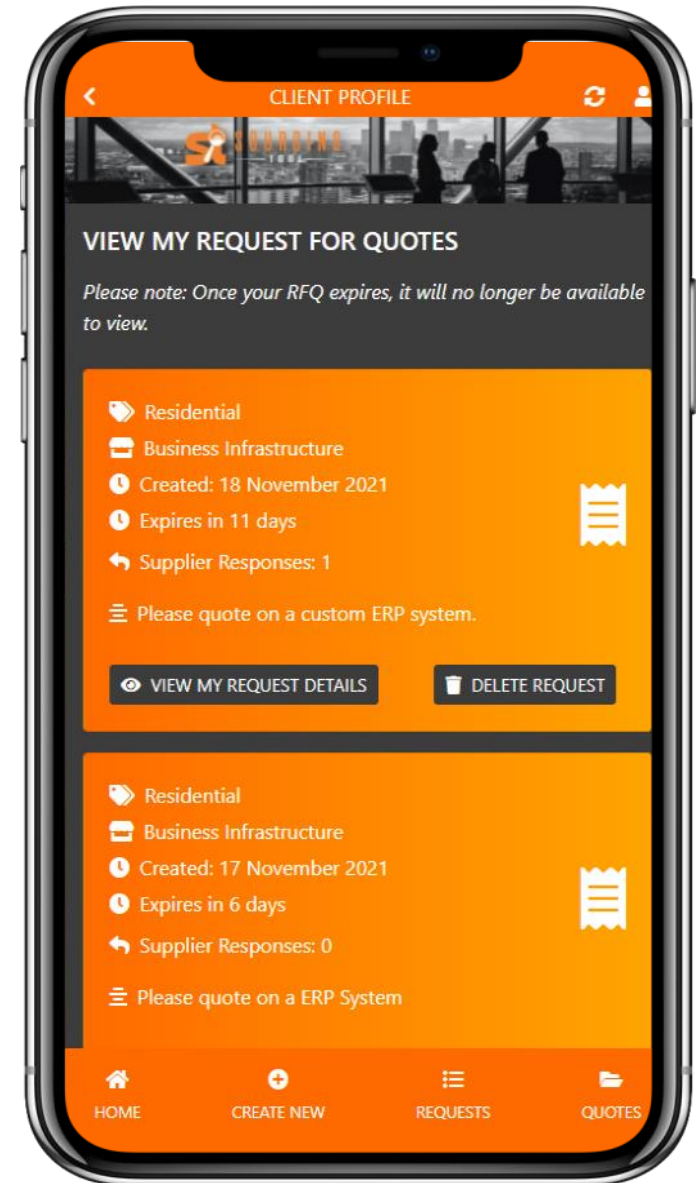 CLIENT PROFILE
SOURCING
TOOL
VIEW MY REQUEST FOR QUOTES
Please note: Once your RFQ expires, it will no longer be available
to view.
Residential
Business Infrastructure
Created: 18 November 2021
Expires in 11 days
Supplier Responses: 1
Please quote on a custom ERP system.
VIEW MY REQUEST DETAILS
DELETE REQUEST
Residential
Business Infrastructure
Created: 17 November 2021
Expires in 6 days
Supplier Responses: 0
Please quote on a ERP System
HOME
CREATE NEW
REQUESTS
QUOTES